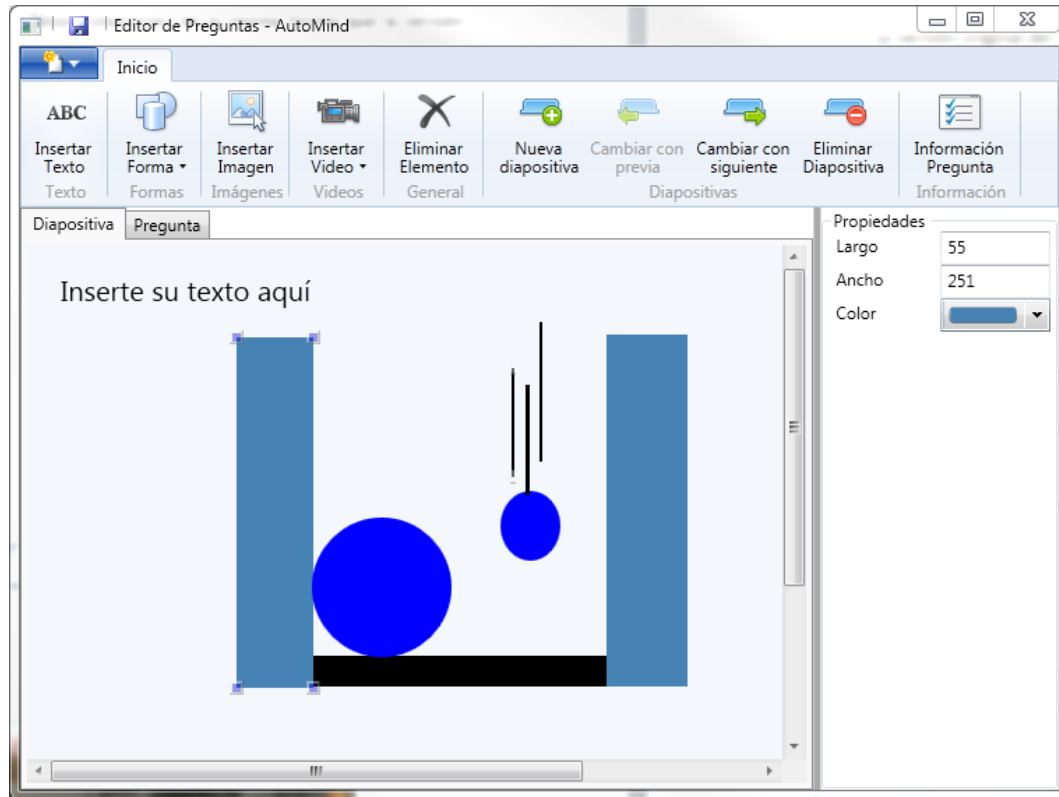 Editor de Preguntas - AutoMind
Inicio
ABC
Insertar Texto
Insertar Forma
Insertar Imagen
Insertar Video
Eliminar Elemento
Nueva diapositiva
Cambiar con previa
Cambiar con siguiente
Eliminar Diapositiva
Información Pregunta
Texto
Formas
Imágenes
Videos
General
Diapositivas
Información
Diapositiva
Pregunta
Propiedades
Largo 55
Ancho 251
Color
Inserte su texto aquí